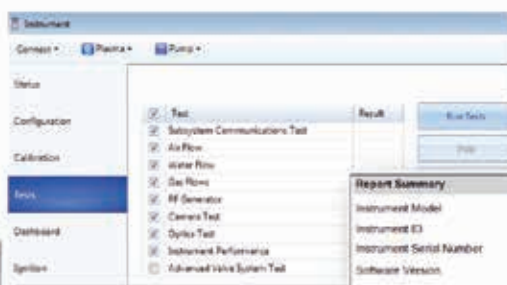 Instrument
Connect
Plasma
Pump
Status
Configuration
Calibration
Tests
Dashboard
Ignition
Test
Result
Subsystem Communications Test
Air Flow
Water Flow
Gas Flows
RF Generator
Camera Test
Optics Test
Instrument Performance
Advanced Valve System Test
Run Tests
Stop
Report Summary
Instrument Model
Instrument ID
Instrument Serial Number
Software Version